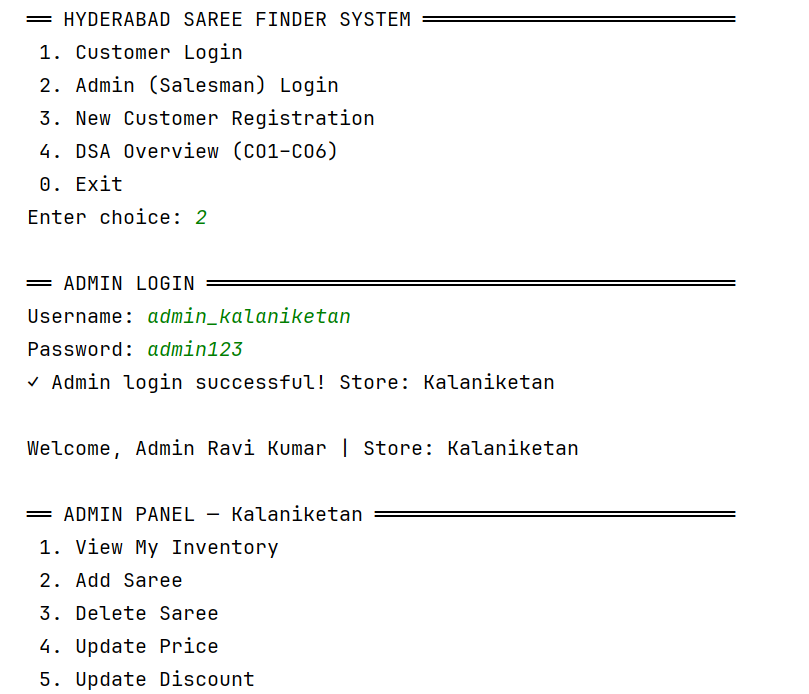 ══ HYDERABAD SAREE FINDER SYSTEM ══════════════════════════
1. Customer Login
2. Admin (Salesman) Login
3. New Customer Registration
4. DSA Overview (CO1–CO6)
0. Exit
Enter choice: 2
══ ADMIN LOGIN ════════════════════════════════════════════
Username: admin_kalaniketan
Password: admin123
✓ Admin login successful! Store: Kalaniketan
Welcome, Admin Ravi Kumar | Store: Kalaniketan
══ ADMIN PANEL — Kalaniketan ══════════════════════════════
1. View My Inventory
2. Add Saree
3. Delete Saree
4. Update Price
5. Update Discount